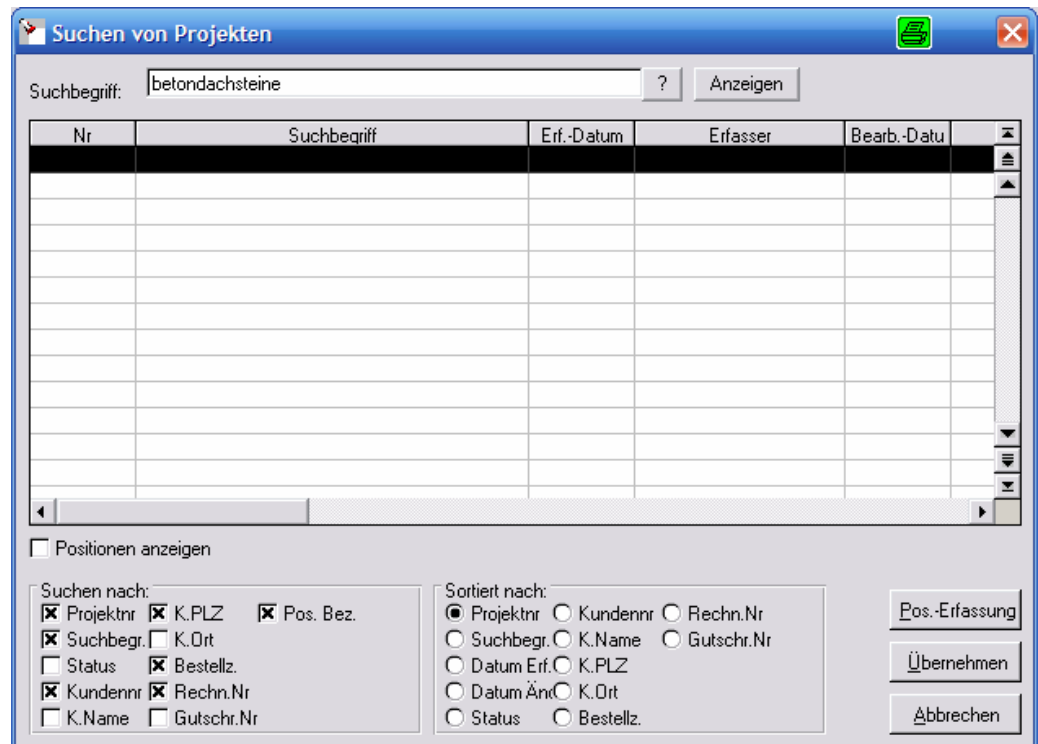 Suchen von Projekten
Suchbegriff: betondachsteine ? Anzeigen
Nr Suchbegriff Erf.-Datum Erfasser Bearb.-Datu
Positionen anzeigen
Suchen nach: Sortiert nach:
Projektnr K.PLZ Pos. Bez. Projektnr Kundennr Rechn.Nr Pos.-Erfassung
Suchbegr. K.Ort Suchbegr. K.Name Gutschr.Nr
Status Bestellz. Datum Erf. K.PLZ Übernehmen
Kundennr Rechn.Nr Datum Änd K.Ort
K.Name Gutschr.Nr Status Bestellz. Abbrechen